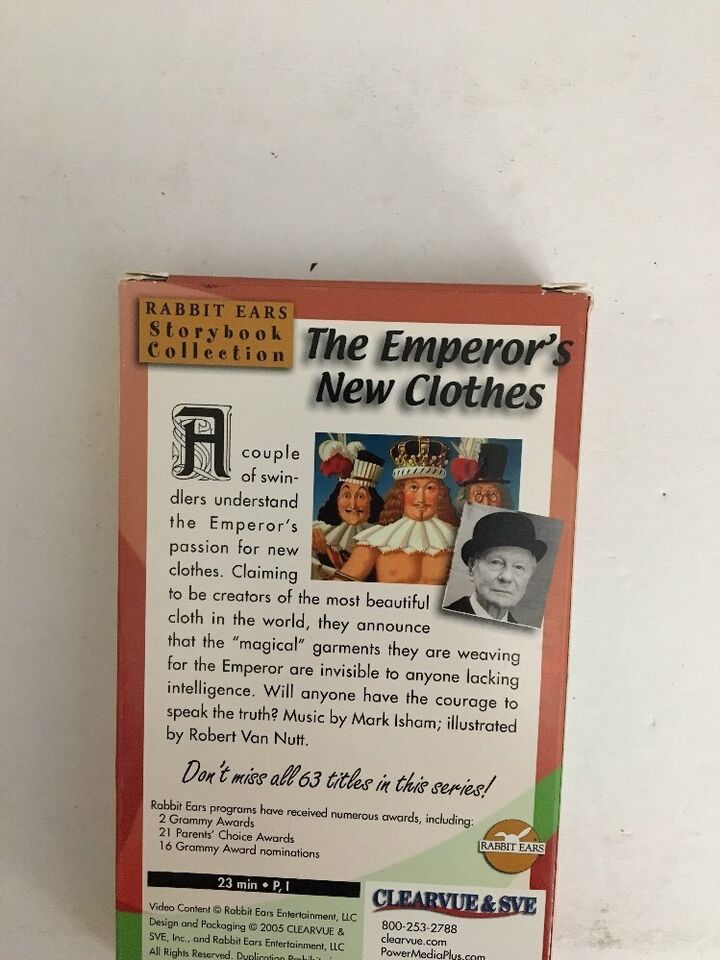 RABBIT EARS
Storybook
Collection
The Emperor's
New Clothes
A couple
of swin-
dlers understand
the Emperor's
passion for new
clothes. Claiming
to be creators of the most beautiful
cloth in the world, they announce
that the "magical" garments they are weaving
for the Emperor are invisible to anyone lacking
intelligence. Will anyone have the courage to
speak the truth? Music by Mark Isham; illustrated
by Robert Van Nutt.
Don't miss all 63 titles in this series!
Rabbit Ears programs have received numerous awards, including:
2 Grammy Awards
21 Parents' Choice Awards
16 Grammy Award nominations
RABBIT EARS
23 min • P, I
Video Content © Rabbit Ears Entertainment, LLC
Design and Packaging © 2005 CLEARVUE &
SVE, Inc., and Rabbit Ears Entertainment, LLC
All Rights Reserved. Duplication
CLEARVUE & SVE
800-253-2788
clearvue.com
PowerMediaPlus.com